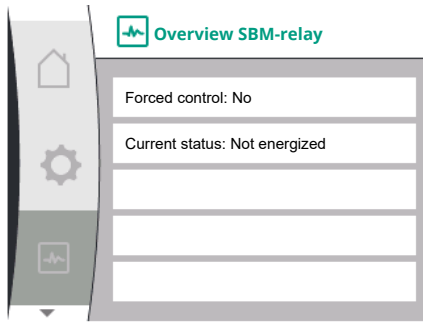 Overview SBM-relay
Forced control: No
Current status: Not energized